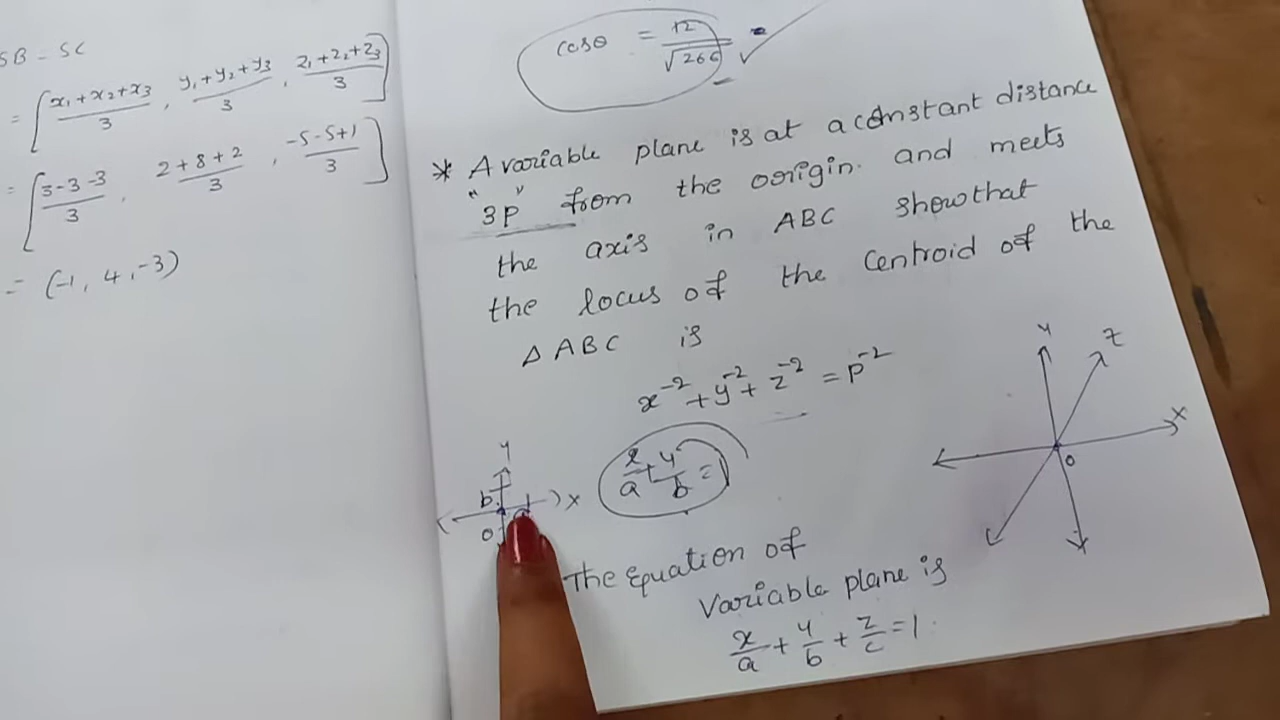 SB = SC
= [x₁+x₂+x₃/3, y₁+y₂+y₃/3, z₁+z₂+z₃/3]
= [3-3-3/3, 2+8+2/3, -5-5+1/3]
= (-1, 4, -3)
cosθ = 12/√266
* A variable plane is at a constant distance
"3p" from the oorigin. and meets
the axis in ABC show that
the locus of the centroid of the
Δ ABC is
x⁻² + y⁻² + z⁻² = p⁻²
y
b
x
o
a
x/a + y/b = 1
y
z
x
o
The Equation of
Variable plane is
x/a + y/b + z/c = 1.